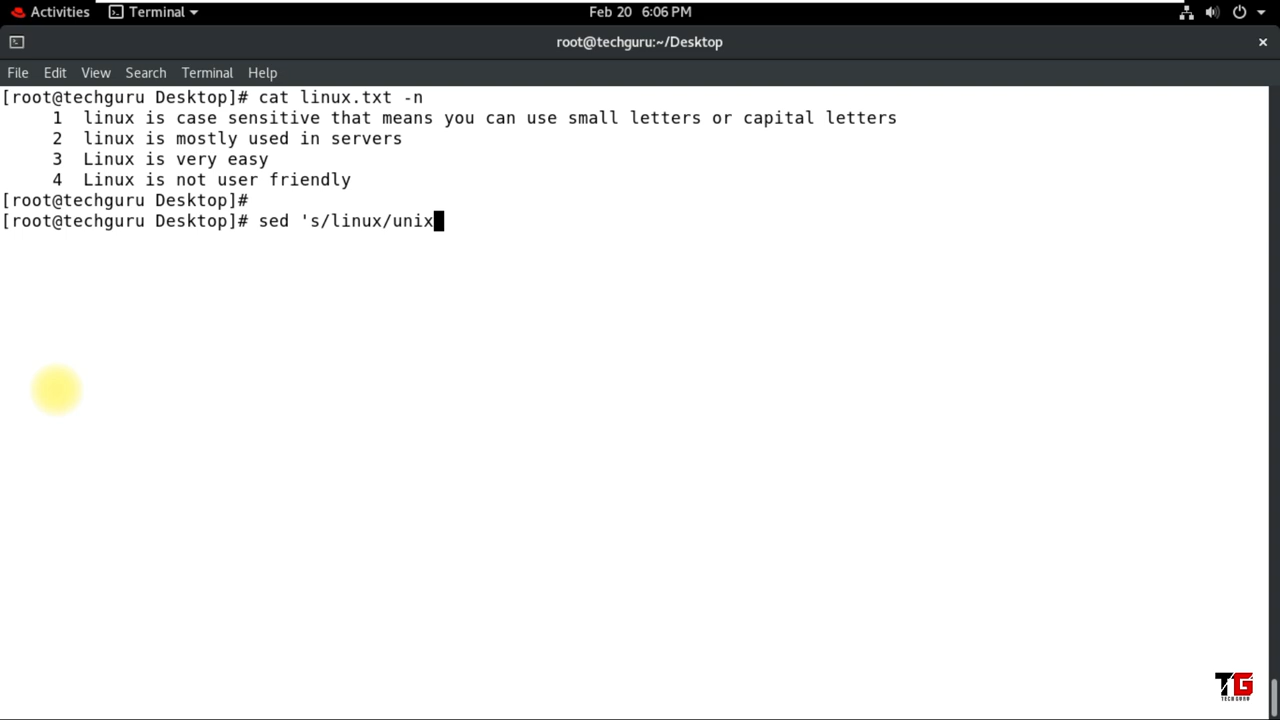 Activities Terminal Feb 20 6:06 PM
root@techguru:~/Desktop ×
File Edit View Search Terminal Help
[root@techguru Desktop]# cat linux.txt -n
1 linux is case sensitive that means you can use small letters or capital letters
2 linux is mostly used in servers
3 Linux is very easy
4 Linux is not user friendly
[root@techguru Desktop]#
[root@techguru Desktop]# sed 's/linux/unix
TG
TECH GURU